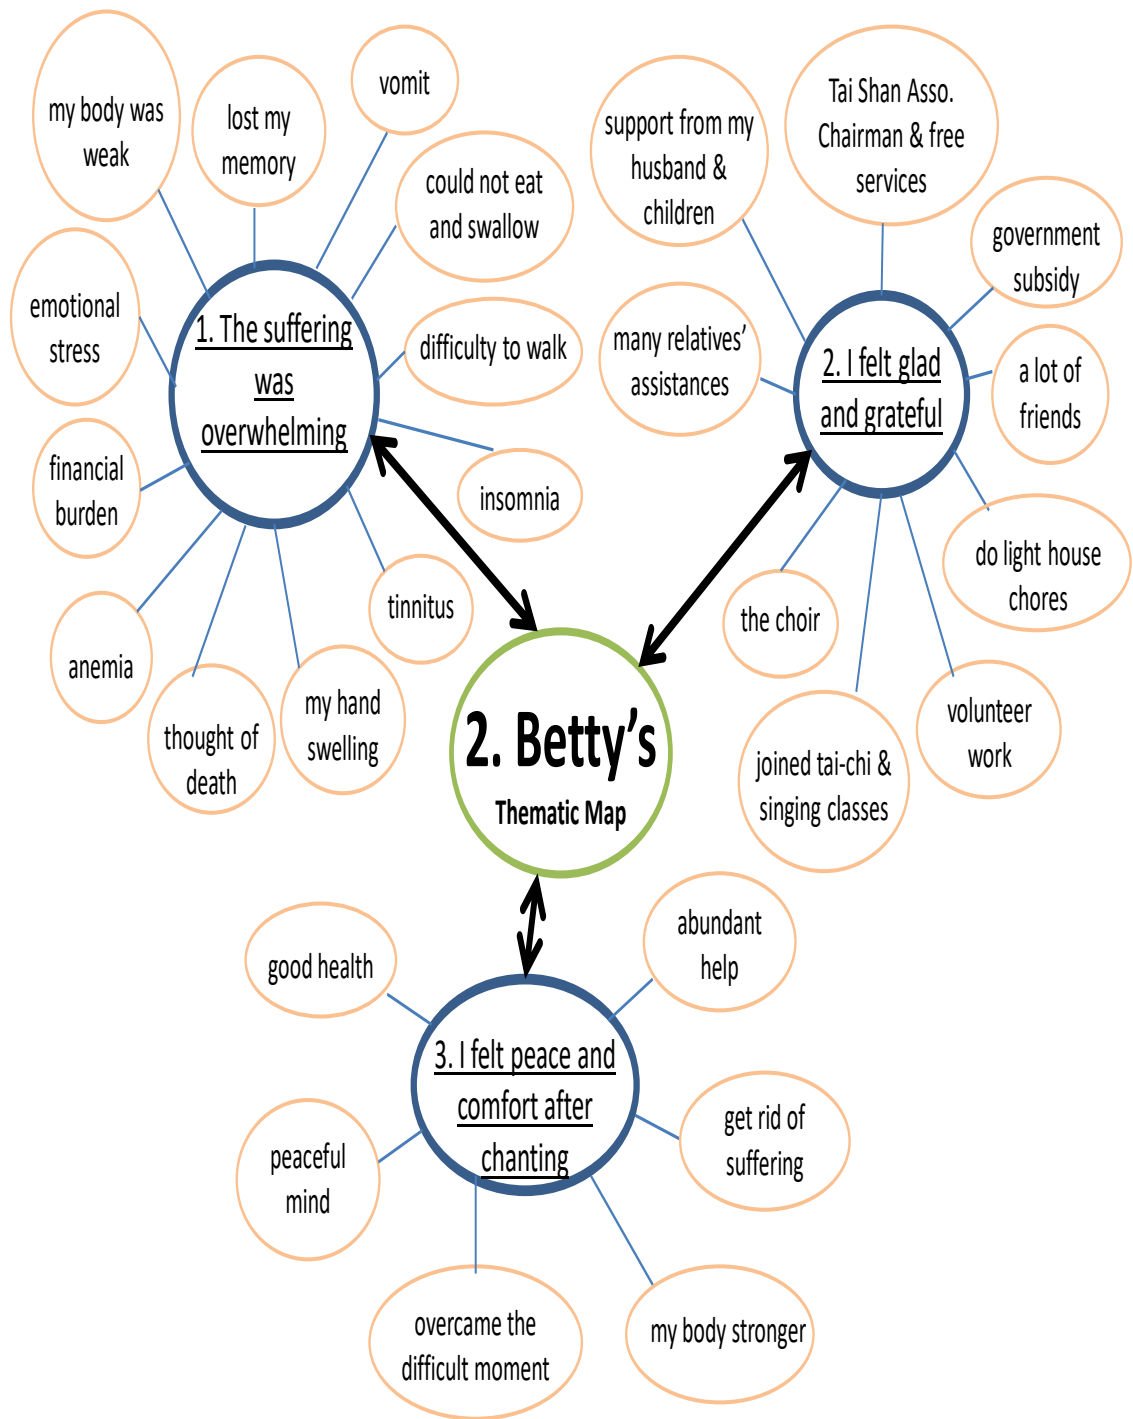 my body was
weak
lost my
memory
vomit
could not eat
and swallow
emotional
stress
1. The suffering
was
overwhelming
difficulty to walk
financial
burden
insomnia
tinnitus
anemia
thought of
death
my hand
swelling
support from my
husband &
children
Tai Shan Asso.
Chairman & free
services
government
subsidy
many relatives’
assistances
2. I felt glad
and grateful
a lot of
friends
do light house
chores
the choir
joined tai-chi &
singing classes
volunteer
work
2. Betty’s
Thematic Map
good health
abundant
help
3. I felt peace and
comfort after
chanting
peaceful
mind
get rid of
suffering
overcame the
difficult moment
my body stronger